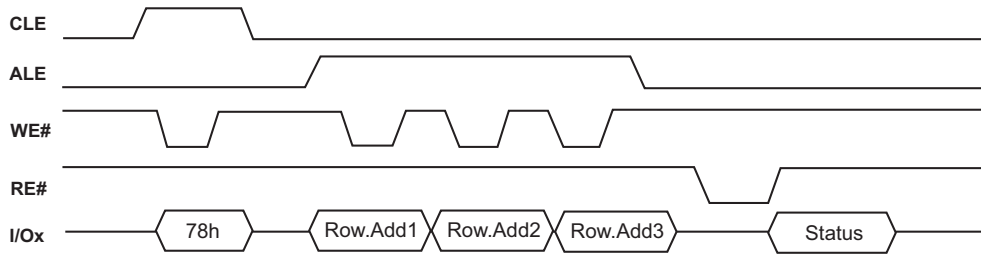 CLE
ALE
WE#
RE#
I/Ox 78h Row.Add1 Row.Add2 Row.Add3 Status